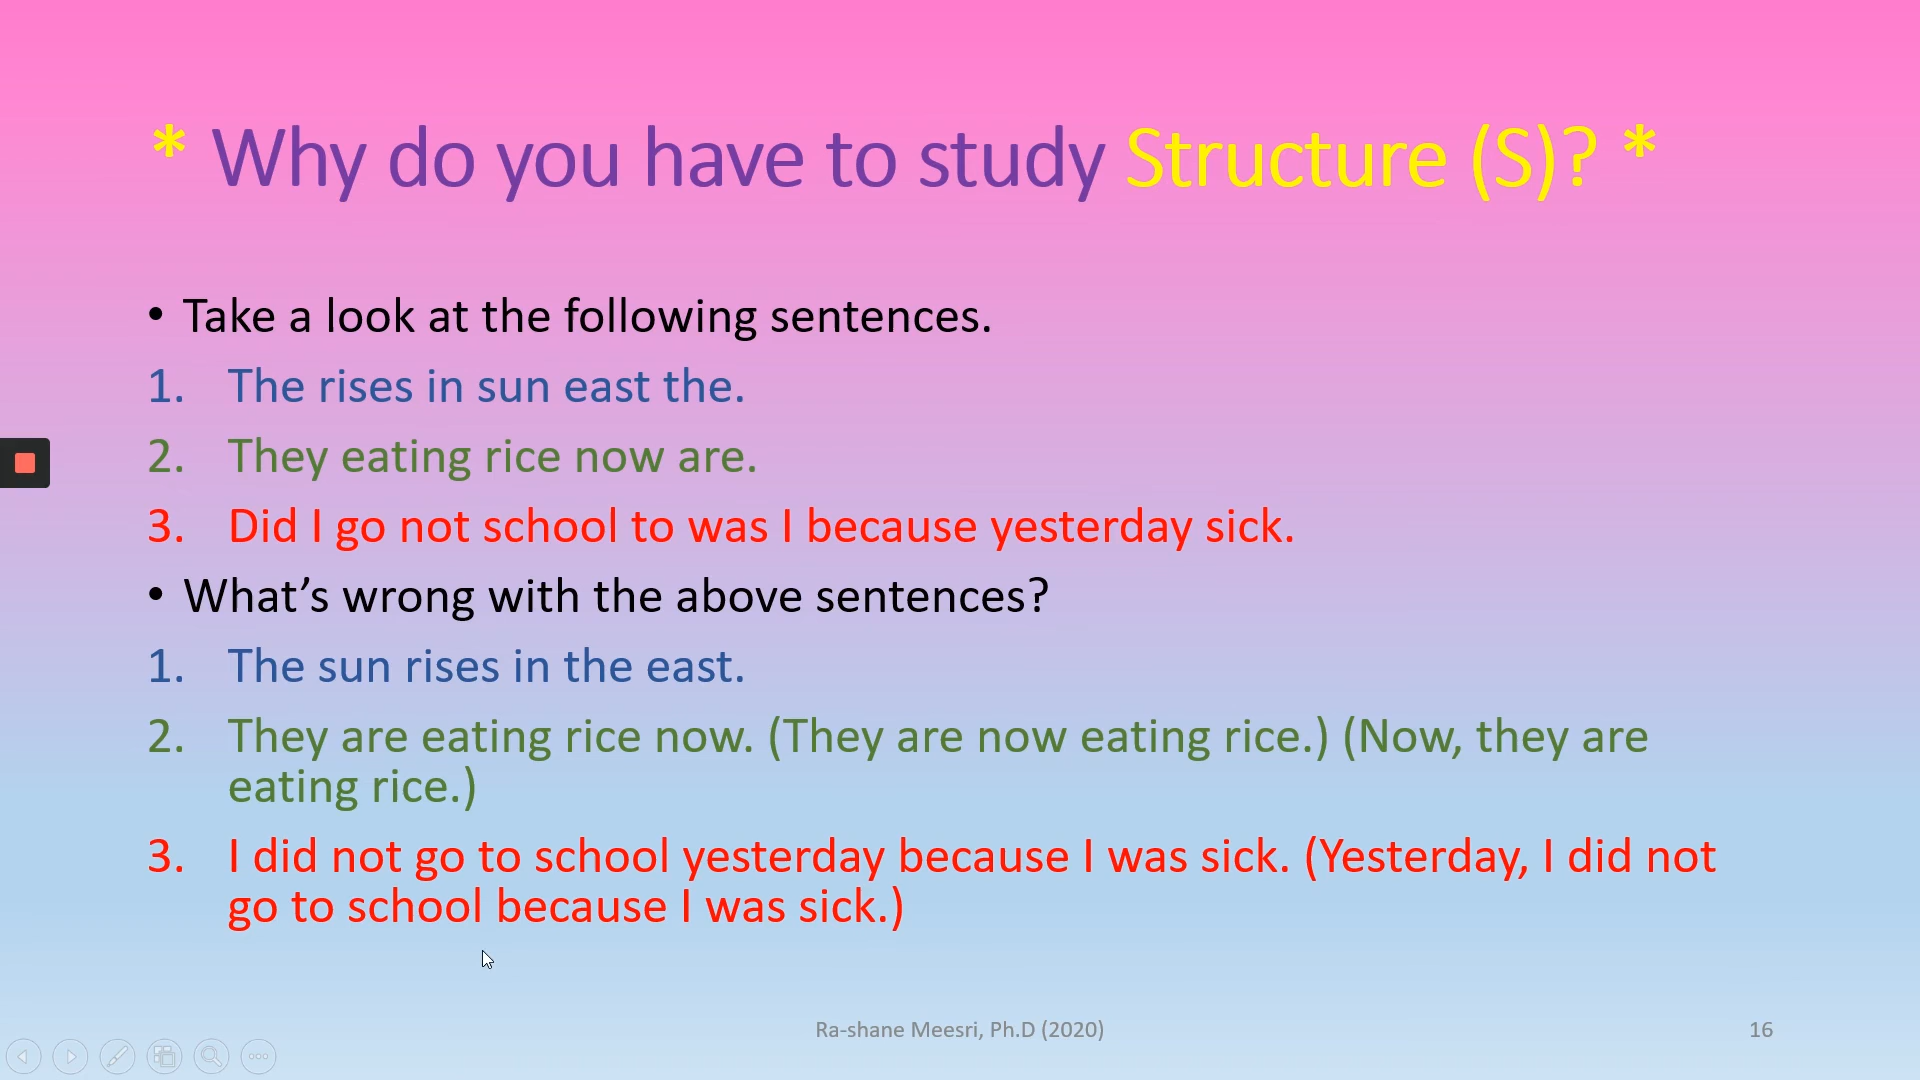 * Why do you have to study Structure (S)? *
• Take a look at the following sentences.
1. The rises in sun east the.
2. They eating rice now are.
3. Did I go not school to was I because yesterday sick.
• What’s wrong with the above sentences?
1. The sun rises in the east.
2. They are eating rice now. (They are now eating rice.) (Now, they are
eating rice.)
3. I did not go to school yesterday because I was sick. (Yesterday, I did not
go to school because I was sick.)
Ra-shane Meesri, Ph.D (2020)
16